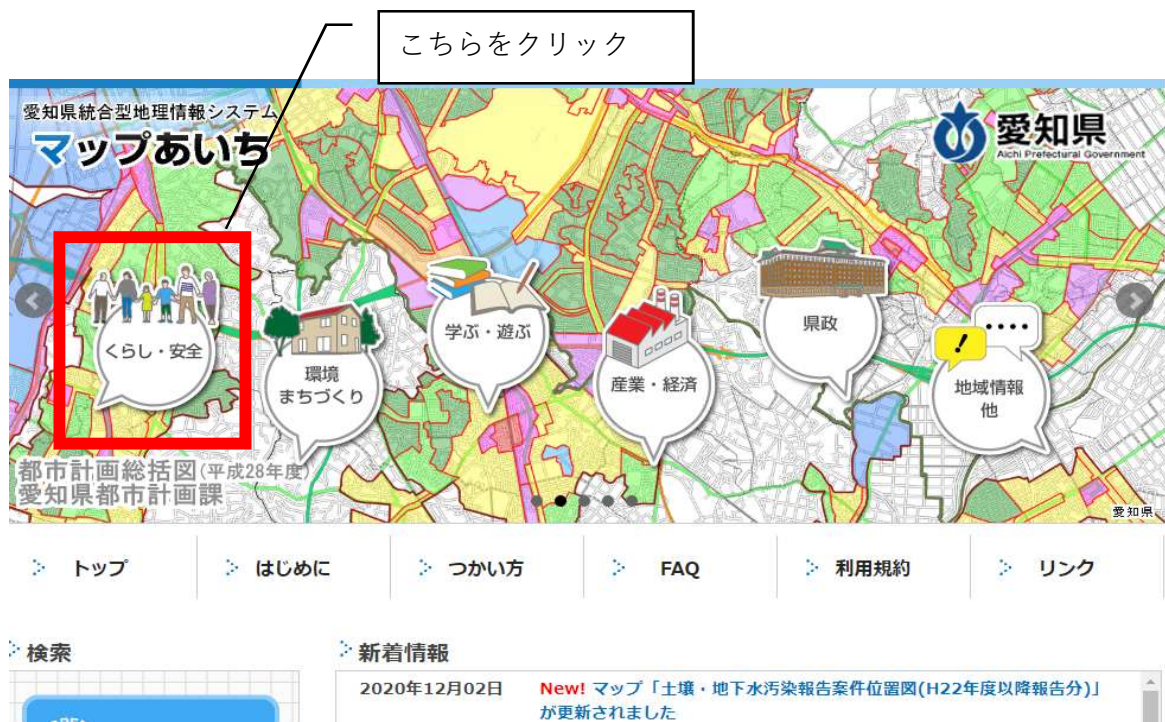 こちらをクリック
愛知県統合型地理情報システム
マップあいち
愛知県
Aichi Prefectural Government
くらし・安全
環境
まちづくり
学ぶ・遊ぶ
産業・経済
県政
地域情報
他
都市計画総括図(平成28年度)
愛知県都市計画課
愛知県
トップ
はじめに
つかい方
FAQ
利用規約
リンク
検索
新着情報
2020年12月02日 New! マップ「土壌・地下水汚染報告案件位置図(H22年度以降報告分)」
が更新されました